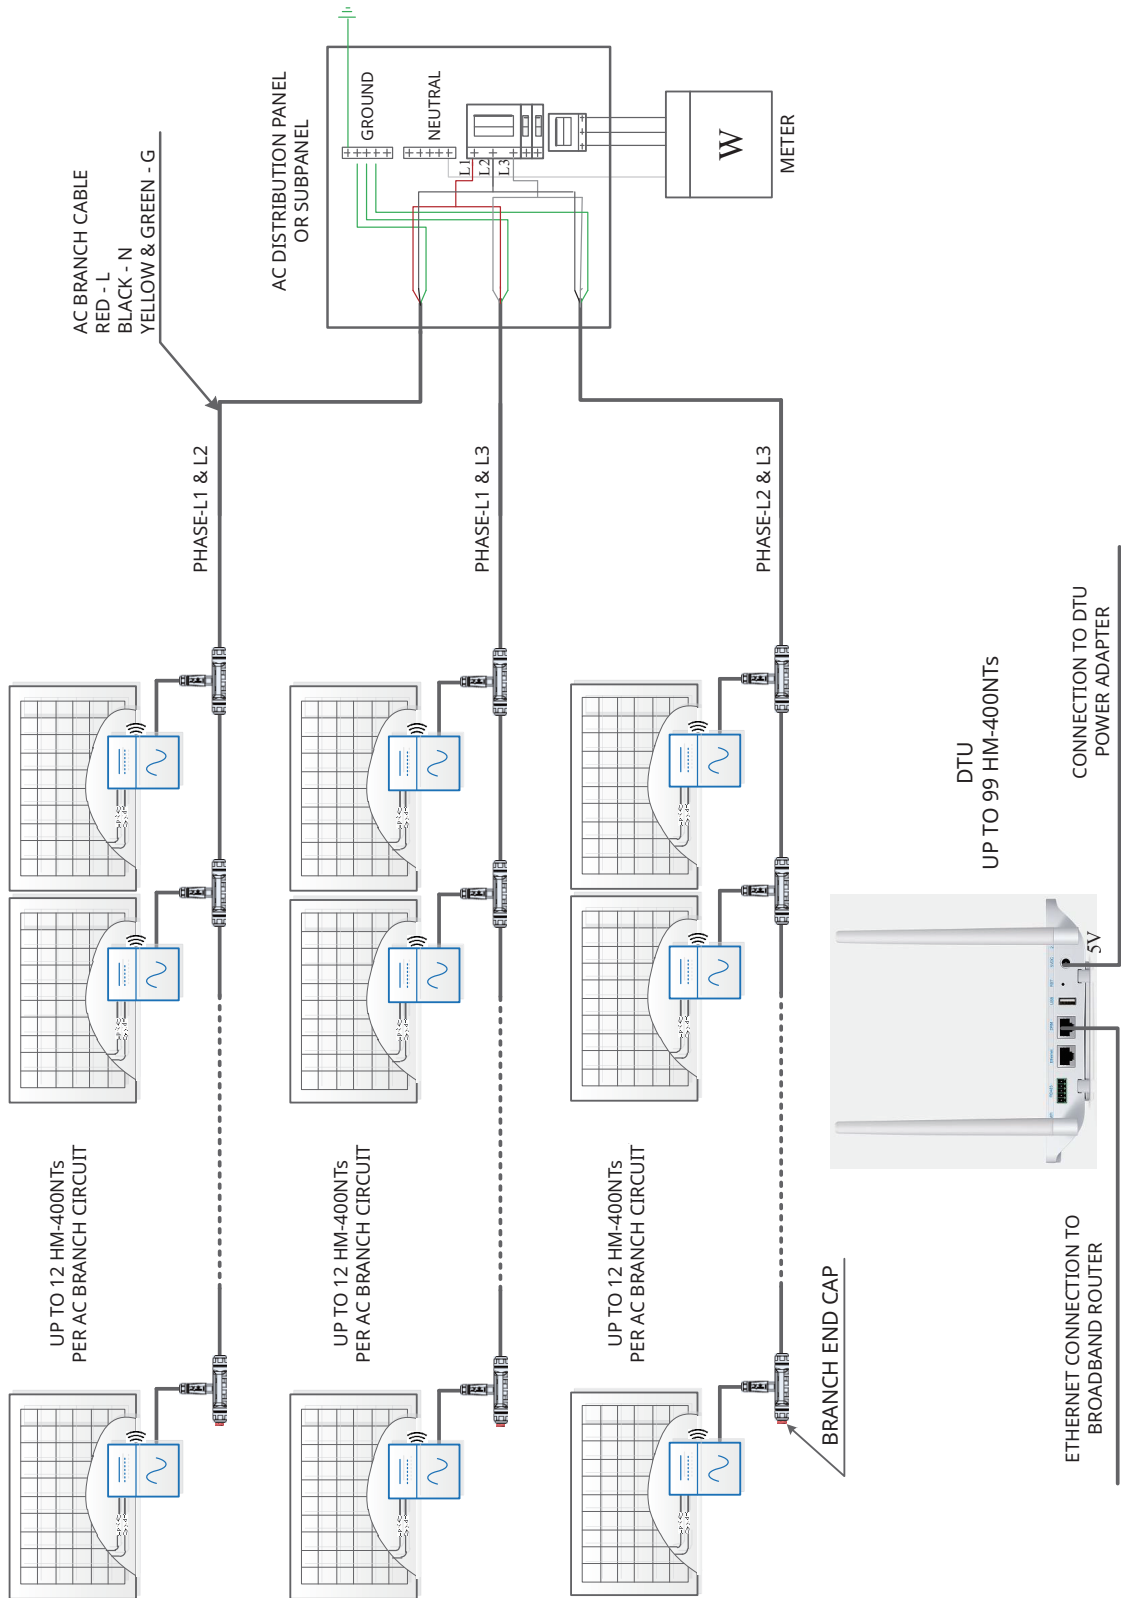 AC BRANCH CABLE
RED - L
BLACK - N
YELLOW & GREEN - G
AC DISTRIBUTION PANEL
OR SUBPANEL
GROUND
NEUTRAL
L1
L2
L3
W
METER
PHASE-L1 & L2
PHASE-L1 & L3
PHASE-L2 & L3
UP TO 12 HM-400NTs
PER AC BRANCH CIRCUIT
UP TO 12 HM-400NTs
PER AC BRANCH CIRCUIT
UP TO 12 HM-400NTs
PER AC BRANCH CIRCUIT
BRANCH END CAP
DTU
UP TO 99 HM-400NTs
CONNECTION TO DTU
POWER ADAPTER
5V
ETHERNET CONNECTION TO
BROADBAND ROUTER